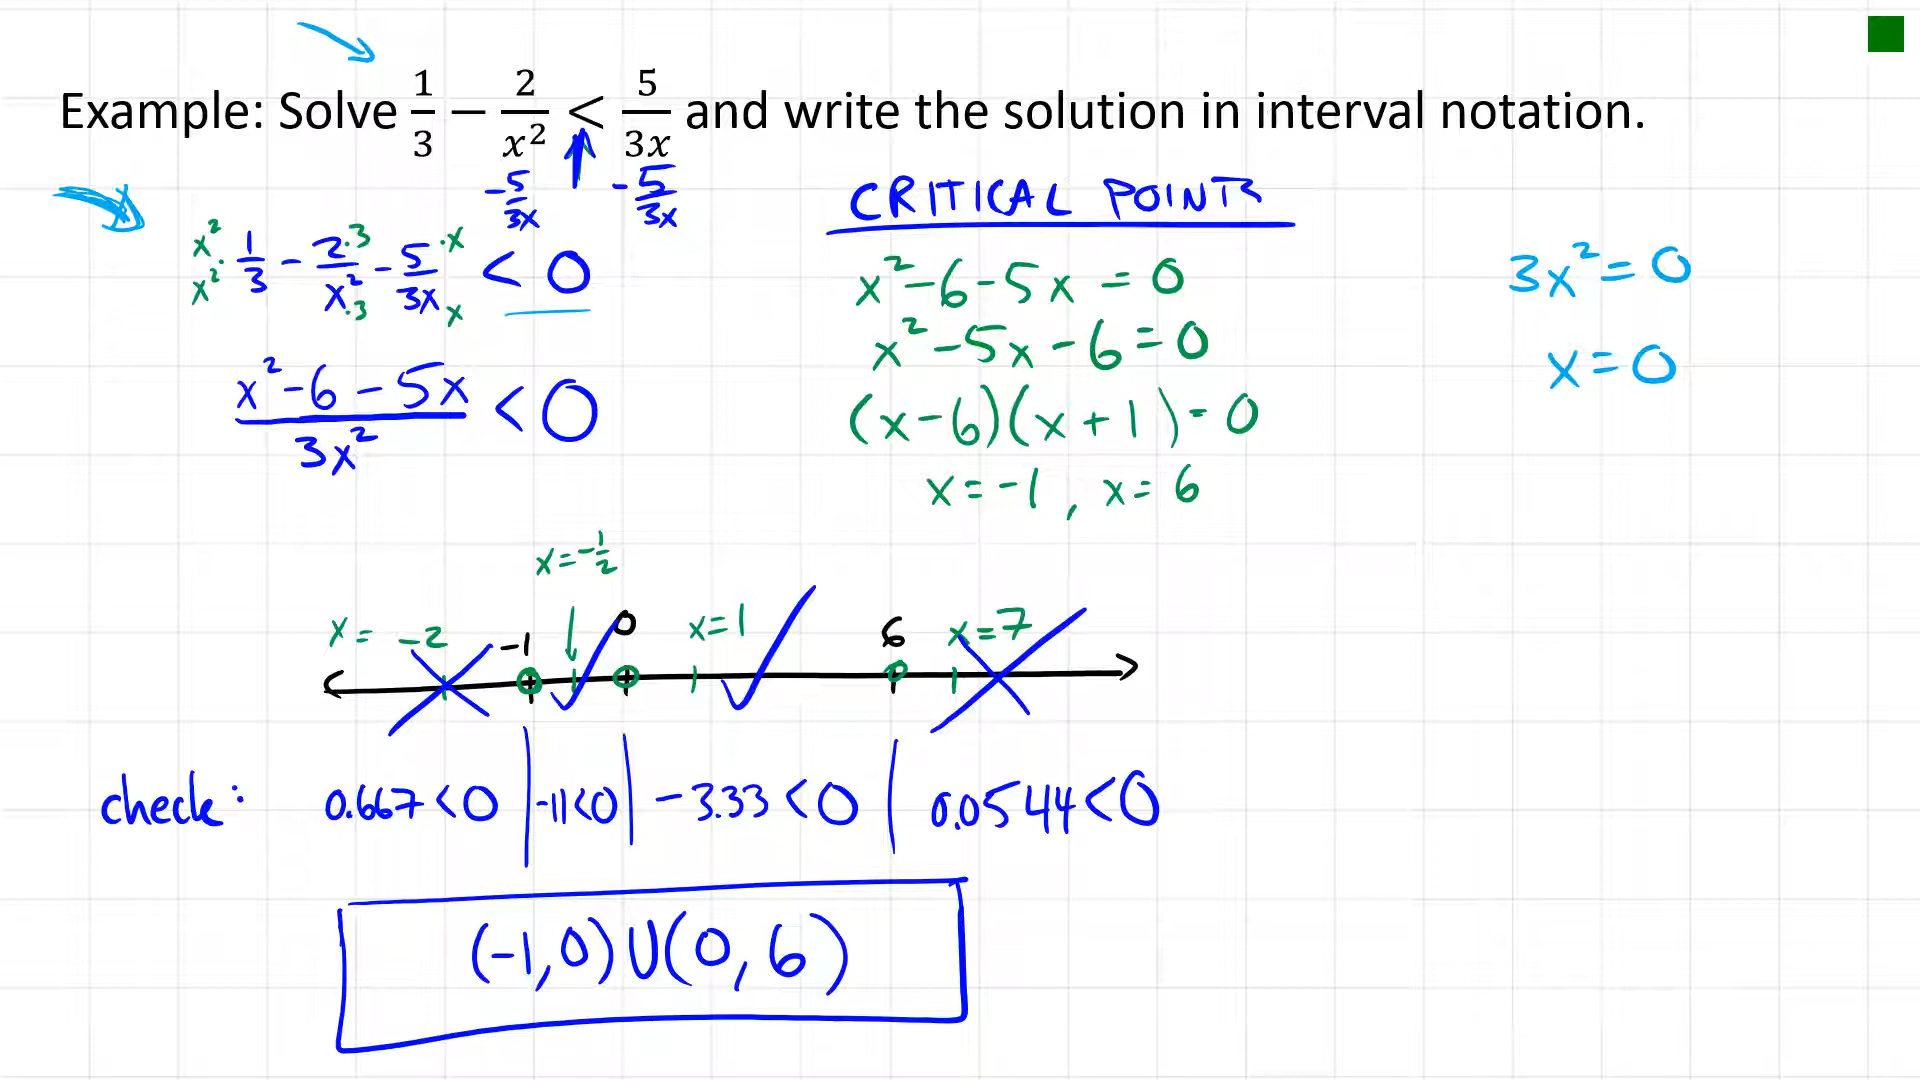 Example: Solve 1/3 − 2/x² < 5/3x and write the solution in interval notation.
-5/3x -5/3x
x²/x² · 1/3 - 2·3/x²·3 - 5·x/3x·x < 0
x²-6-5x/3x² < 0
CRITICAL POINTS
x²-6-5x = 0
x²-5x-6=0
(x-6)(x+1)=0
x=-1, x=6
3x²=0
x=0
x=-1/2
x=-2 -1 0 x=1 6 x=7
check: 0.667<0 | -11<0 | -3.33<0 | 0.0544<0
(-1,0)U(0,6)